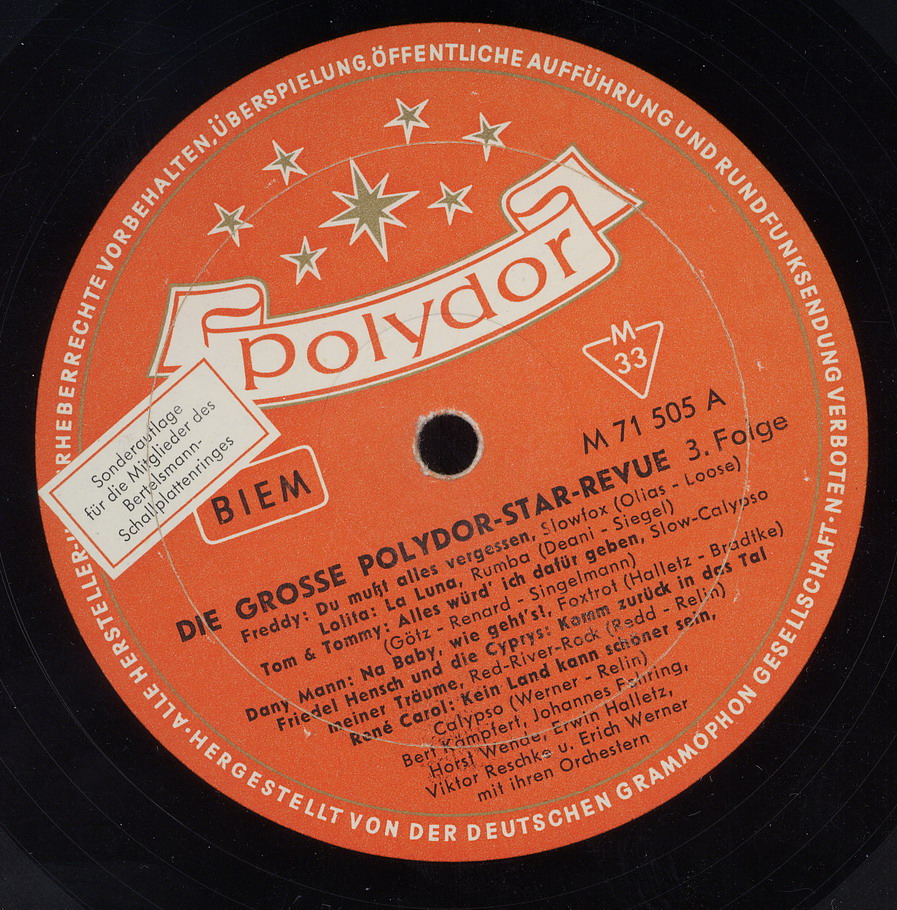 ALLE HERSTELLER- RHEBERRECHTE VORBEHALTEN, ÜBERSPIELUNG, ÖFFENTLICHE AUFFÜHRUNG UND RUNDFUNKSENDUNG VERBOTEN ·
polydor
M
33
Sonderauflage
für die Mitglieder des
Bertelsmann-
Schallplattenringes
BIEM
M 71 505 A
DIE GROSSE POLYDOR-STAR-REVUE 3. Folge
Freddy: Du mußt alles vergessen, Slowfox (Olias - Loose)
Lolita: La Luna, Rumba (Deani - Siegel)
Tom & Tommy: Alles würd' ich dafür geben, Slow-Calypso
(Götz - Renard - Singelmann)
Dany Mann: Na Baby, wie geht's!, Foxtrot (Halletz - Bradtke)
Friedel Hensch und die Cyprys: Komm zurück in das Tal
meiner Träume, Red-River-Rock (Redd - Relin)
René Carol: Kein Land kann schöner sein,
Calypso (Werner - Relin)
Bert Kämpfert, Johannes Fehring,
Horst Wende, Erwin Halletz,
Viktor Reschke u. Erich Werner
mit ihren Orchestern
· HERGESTELLT VON DER DEUTSCHEN GRAMMOPHON GESELLSCHAFT ·